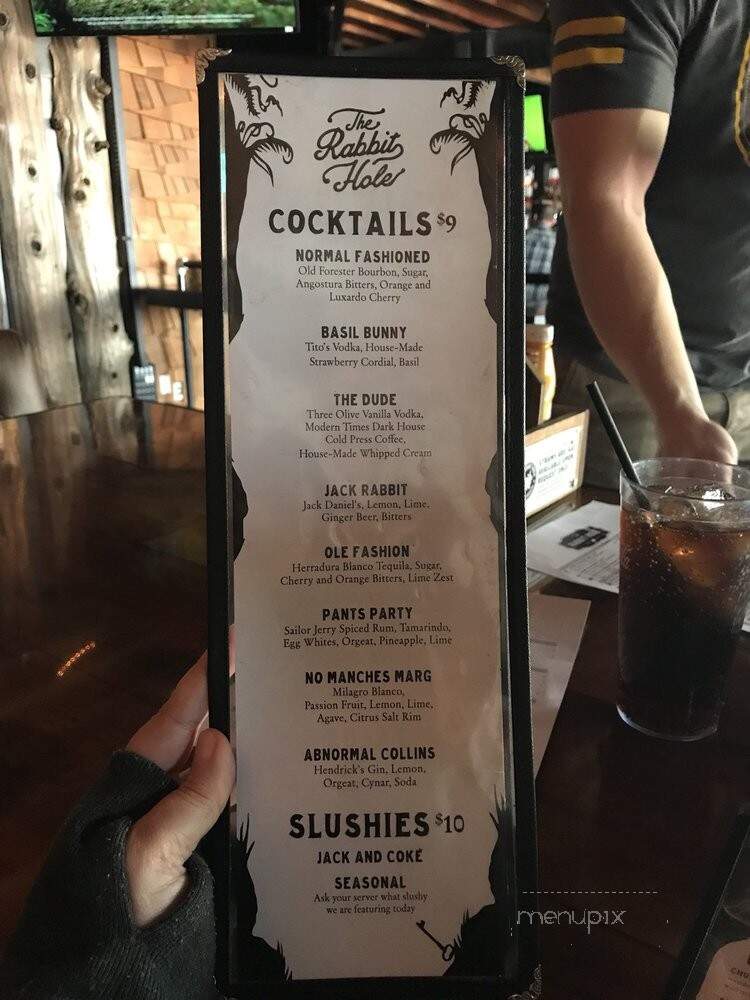 The
Rabbit
Hole
COCKTAILS $9
NORMAL FASHIONED
Old Forester Bourbon, Sugar,
Angostura Bitters, Orange and
Luxardo Cherry
BASIL BUNNY
Tito's Vodka, House-Made
Strawberry Cordial, Basil
THE DUDE
Three Olive Vanilla Vodka,
Modern Times Dark House
Cold Press Coffee,
House-Made Whipped Cream
JACK RABBIT
Jack Daniel's, Lemon, Lime,
Ginger Beer, Bitters
OLE FASHION
Herradura Blanco Tequila, Sugar,
Cherry and Orange Bitters, Lime Zest
PANTS PARTY
Sailor Jerry Spiced Rum, Tamarindo,
Egg Whites, Orgeat, Pineapple, Lime
NO MANCHES MARG
Milagro Blanco,
Passion Fruit, Lemon, Lime,
Agave, Citrus Salt Rim
ABNORMAL COLLINS
Hendrick's Gin, Lemon,
Orgeat, Cynar, Soda
SLUSHIES $10
JACK AND COKE
SEASONAL
Ask your server what slushy
we are featuring today
menupix